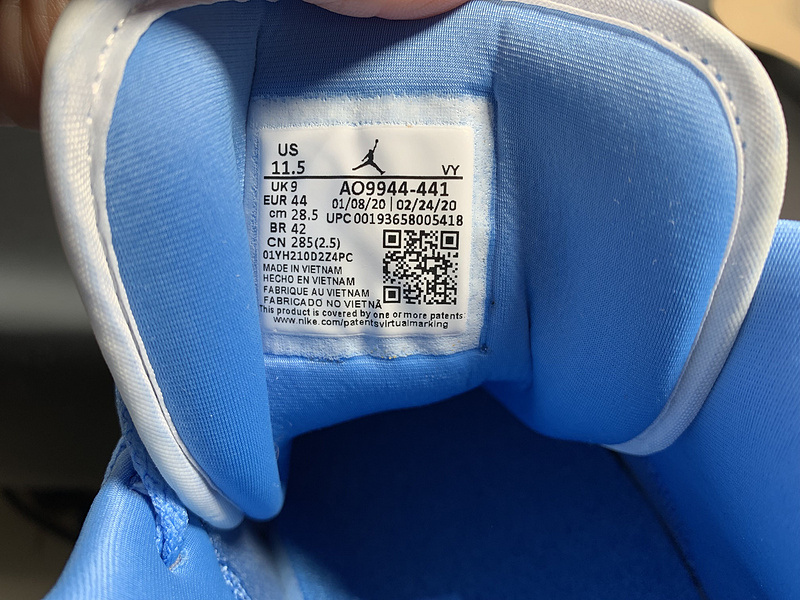 US
11.5
VY
UK 9
AO9944-441
EUR 44
01/08/20 | 02/24/20
cm 28.5
UPC 00193658005418
BR 42
CN 285(2.5)
01YH210D2Z4PC
MADE IN VIETNAM
HECHO EN VIETNAM
FABRIQUE AU VIETNAM
FABRICADO NO VIETNÃ
This product is covered by one or more patents:
www.nike.com/patentsvirtualmarking